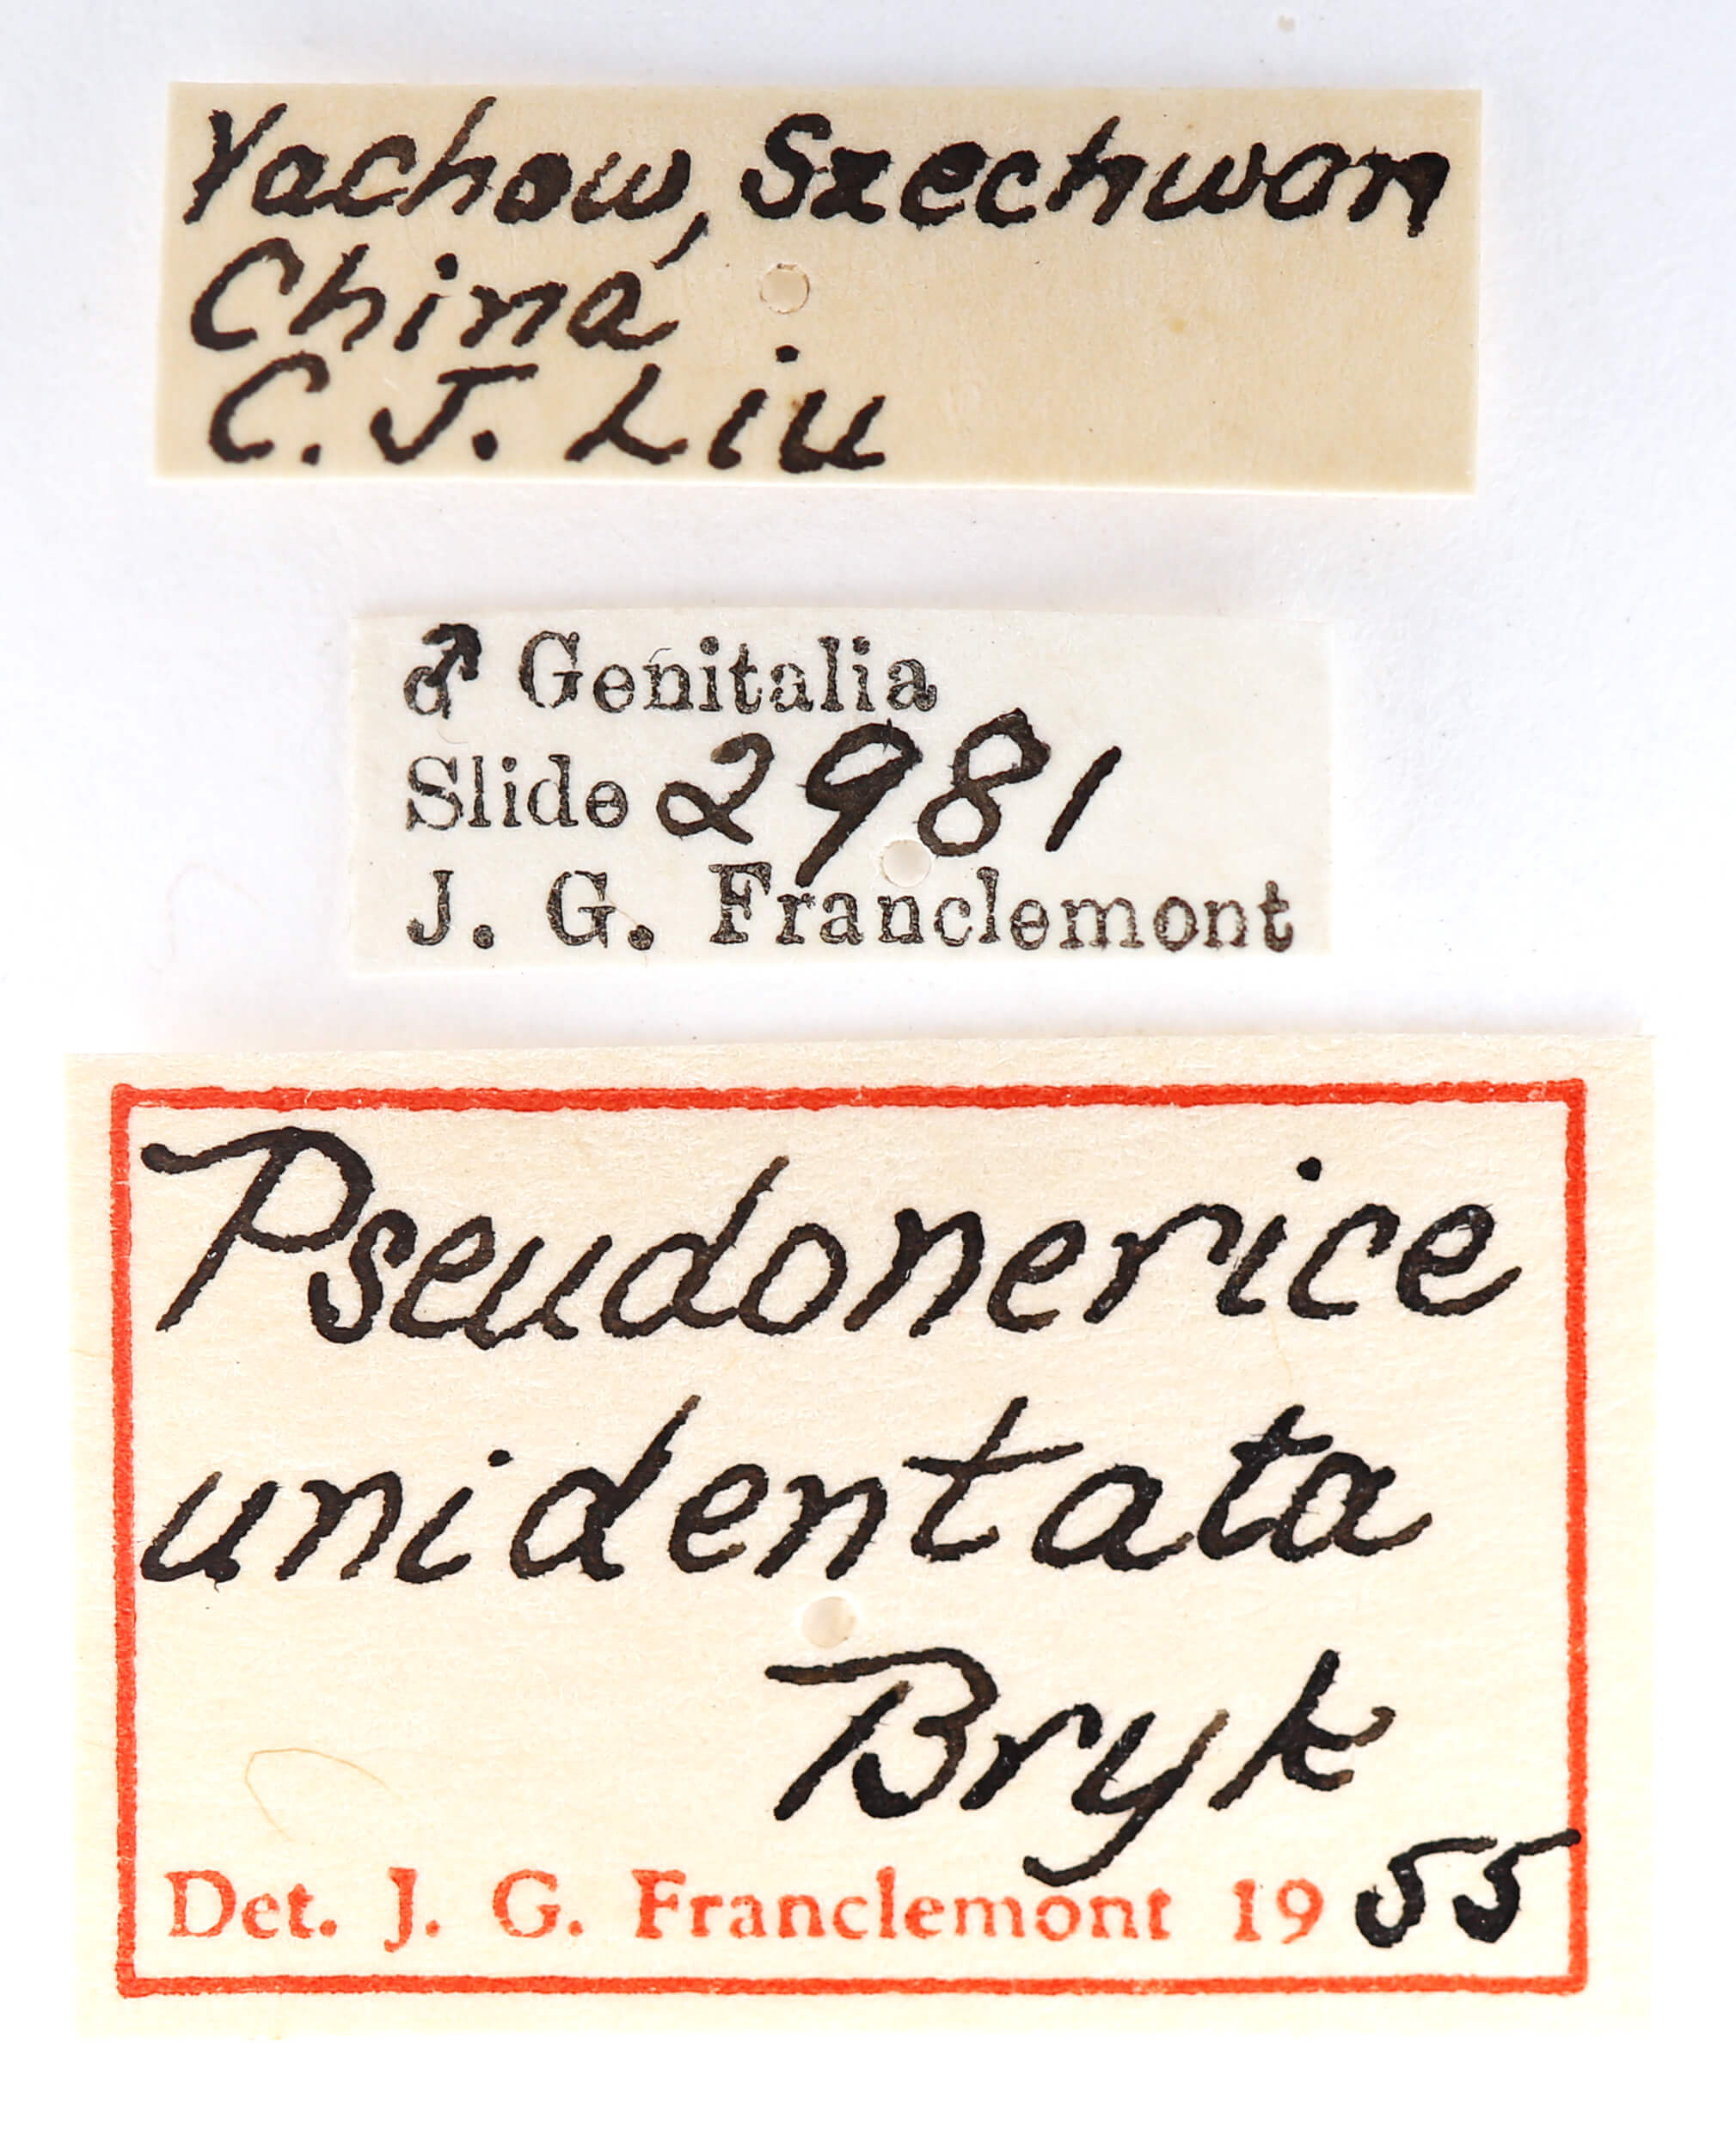 Yachow, Szechwan
China
C. J. Liu
♂ Genitalia
Slide 2981
J. G. Franclemont
Pseudonerice
unidentata
Bryk
Det. J. G. Franclemont 1955